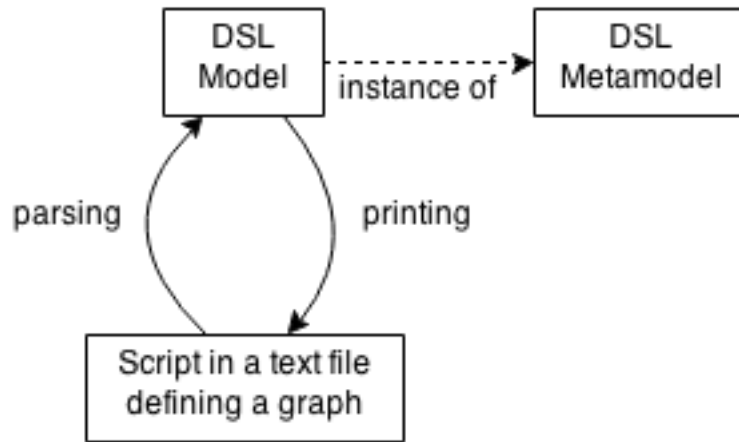 DSL
Model
instance of
DSL
Metamodel
parsing
printing
Script in a text file
defining a graph